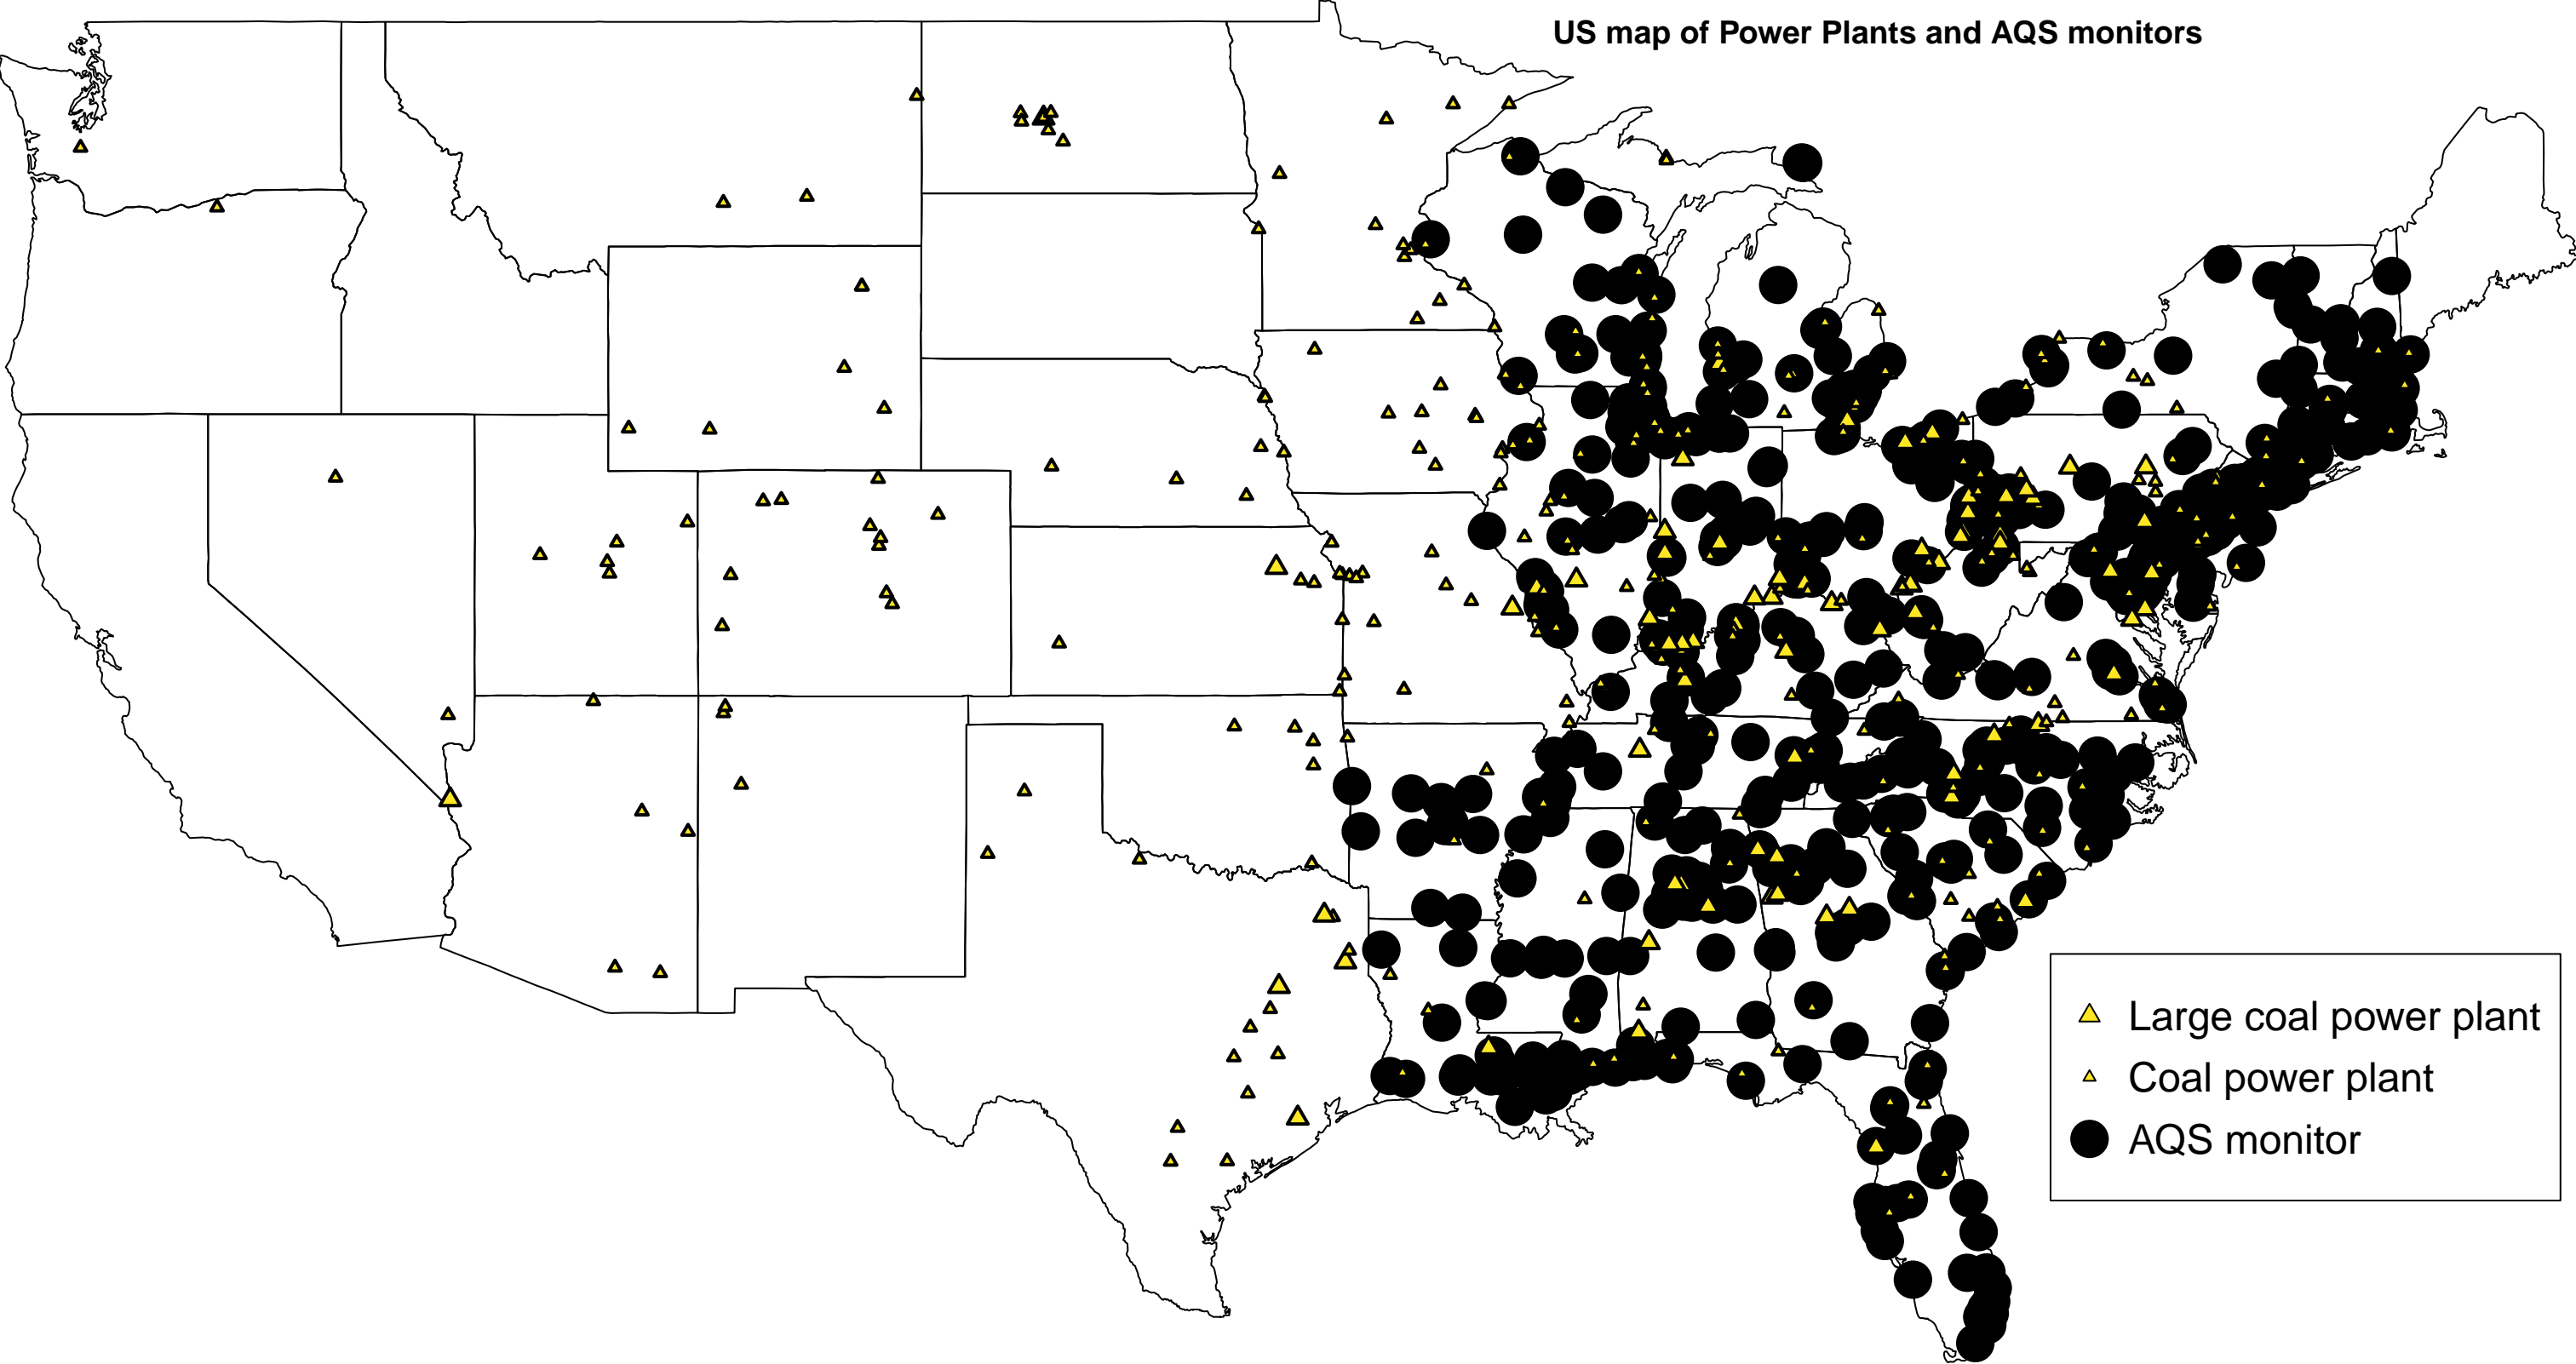 US map of Power Plants and AQS monitors
Large coal power plant
Coal power plant
AQS monitor